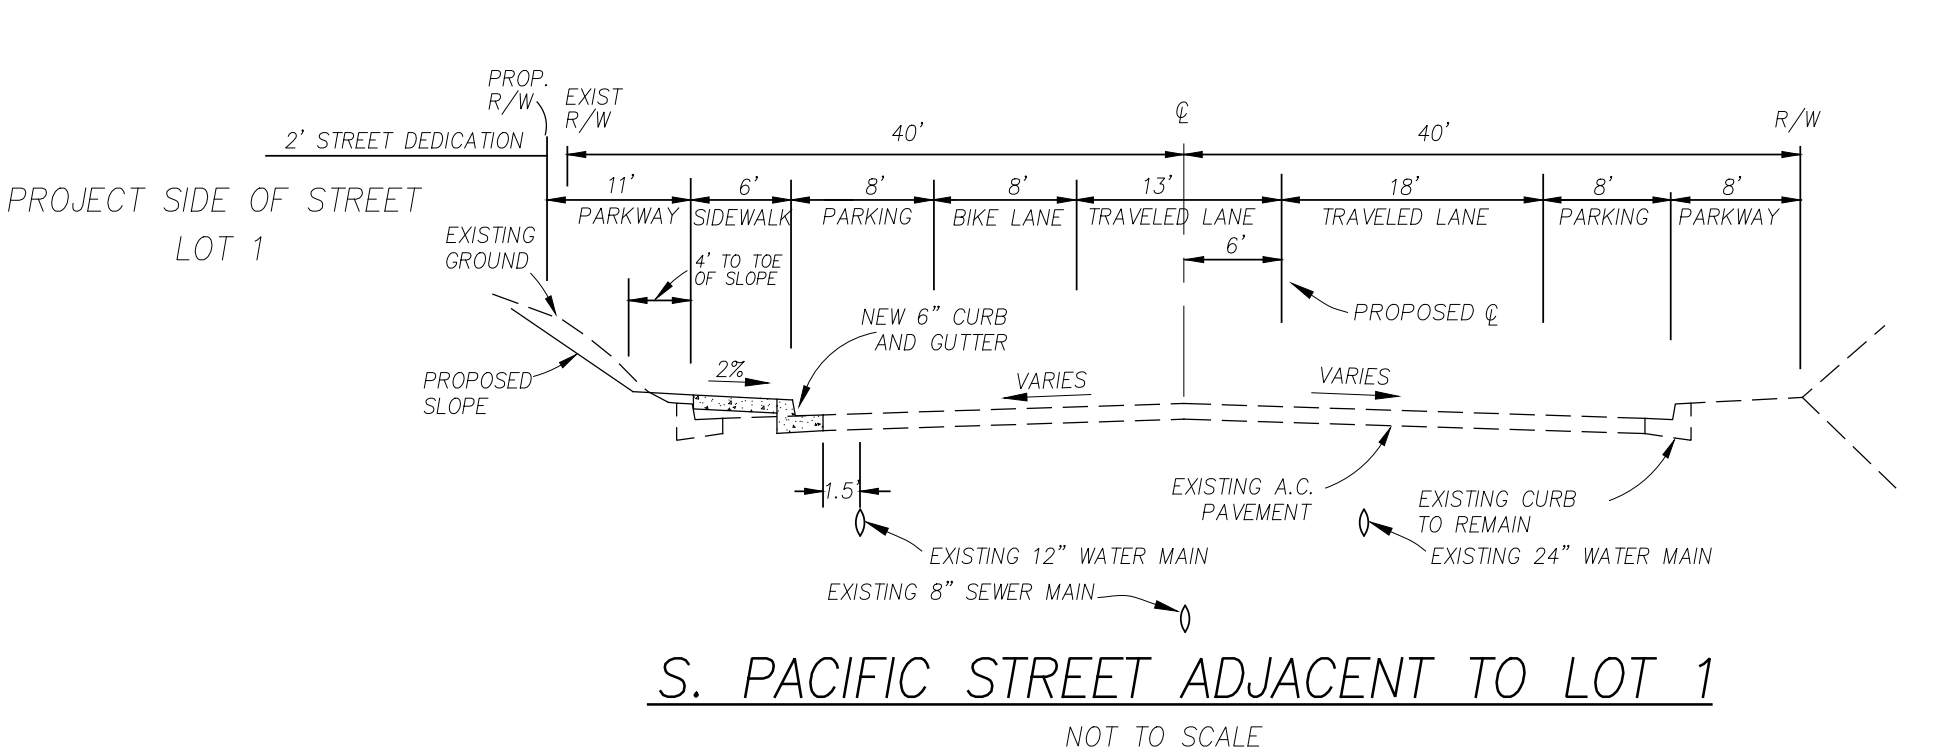 PROP.
R/W
EXIST
R/W
℄
R/W
2' STREET DEDICATION
40'
40'
PROJECT SIDE OF STREET
LOT 1
11'
6'
8'
8'
13'
18'
8'
8'
PARKWAY
SIDEWALK
PARKING
BIKE LANE
TRAVELED LANE
TRAVELED LANE
PARKING
PARKWAY
EXISTING
GROUND
4' TO TOE
OF SLOPE
6'
NEW 6" CURB
AND GUTTER
PROPOSED ℄
PROPOSED
SLOPE
2%
VARIES
VARIES
1.5'
EXISTING A.C.
PAVEMENT
EXISTING CURB
TO REMAIN
EXISTING 12" WATER MAIN
EXISTING 24" WATER MAIN
EXISTING 8" SEWER MAIN
S. PACIFIC STREET ADJACENT TO LOT 1
NOT TO SCALE